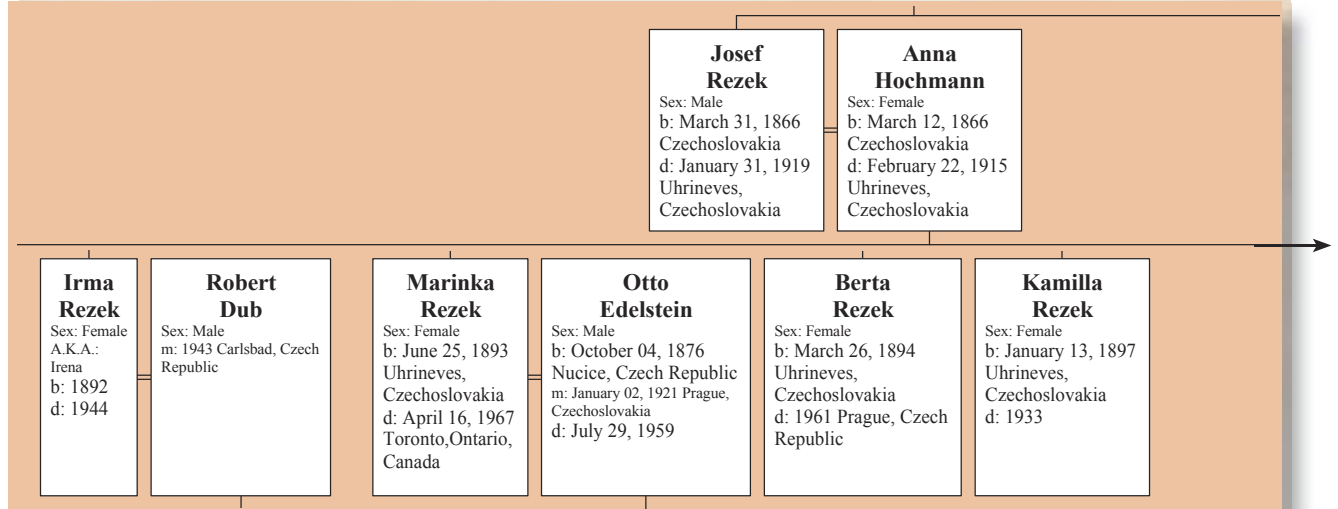 Josef
Rezek
Sex: Male
b: March 31, 1866
Czechoslovakia
d: January 31, 1919
Uhrineves,
Czechoslovakia
Anna
Hochmann
Sex: Female
b: March 12, 1866
Czechoslovakia
d: February 22, 1915
Uhrineves,
Czechoslovakia
Irma
Rezek
Sex: Female
A.K.A.:
Irena
b: 1892
d: 1944
Robert
Dub
Sex: Male
m: 1943 Carlsbad, Czech
Republic
Marinka
Rezek
Sex: Female
b: June 25, 1893
Uhrineves,
Czechoslovakia
d: April 16, 1967
Toronto,Ontario,
Canada
Otto
Edelstein
Sex: Male
b: October 04, 1876
Nucice, Czech Republic
m: January 02, 1921 Prague,
Czechoslovakia
d: July 29, 1959
Berta
Rezek
Sex: Female
b: March 26, 1894
Uhrineves,
Czechoslovakia
d: 1961 Prague, Czech
Republic
Kamilla
Rezek
Sex: Female
b: January 13, 1897
Uhrineves,
Czechoslovakia
d: 1933